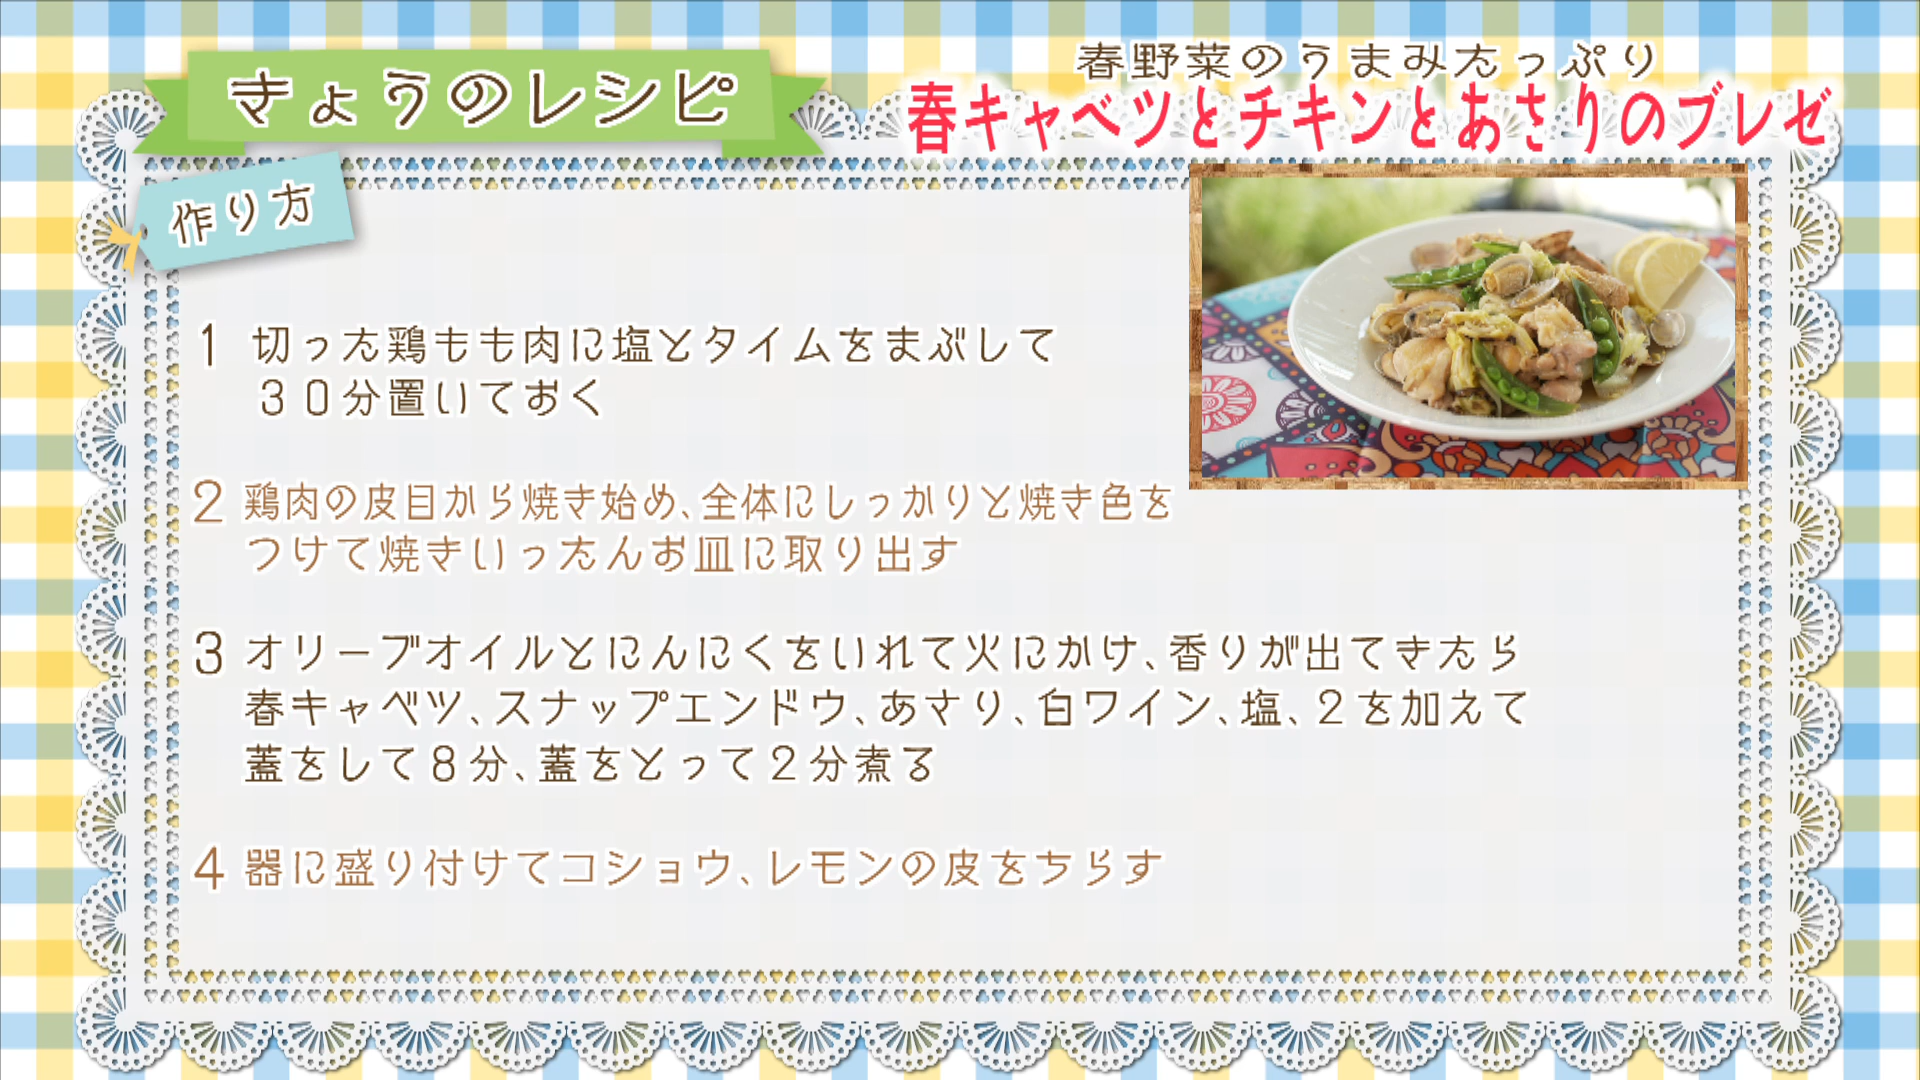 きょうのレシピ
春野菜のうまみたっぷり
春キャベツとチキンとあさりのブレゼ
作り方
1 切った鶏もも肉に塩とタイムをまぶして
３０分置いておく
2 鶏肉の皮目から焼き始め、全体にしっかりと焼き色を
つけて焼きいったんお皿に取り出す
3 オリーブオイルとにんにくをいれて火にかけ、香りが出てきたら
春キャベツ、スナップエンドウ、あさり、白ワイン、塩、２を加えて
蓋をして８分、蓋をとって２分煮る
4 器に盛り付けてコショウ、レモンの皮をちらす